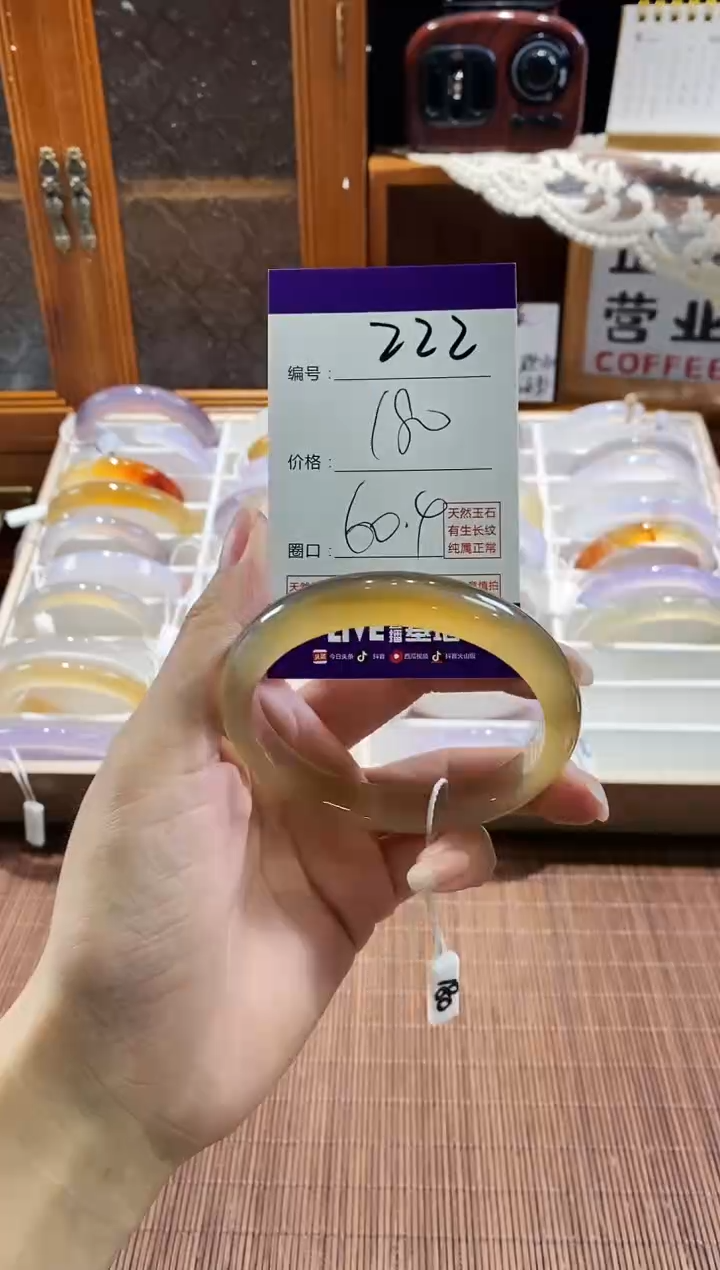 222
编号：
180
价格：
60.4
圈口：
天然玉石
有生长纹
纯属正常
LIVE
今日头条 抖音 西瓜视频 抖音火山版
180
营业
COFFEE